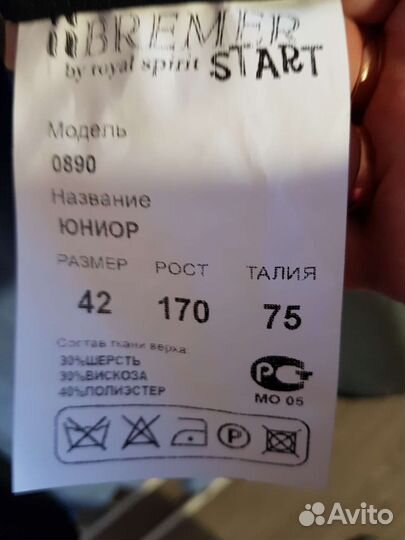 BREMER
by royal spirit START
Модель
0890
Название
ЮНИОР
РАЗМЕР РОСТ ТАЛИЯ
42 170 75
Состав ткани верха:
30%ШЕРСТЬ
30%ВИСКОЗА
40%ПОЛИЭСТЕР
МО 05
P
Avito